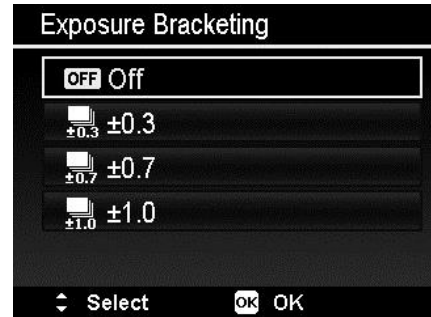 Exposure Bracketing
OFF Off
±0.3 ±0.3
±0.7 ±0.7
±1.0 ±1.0
Select OK OK